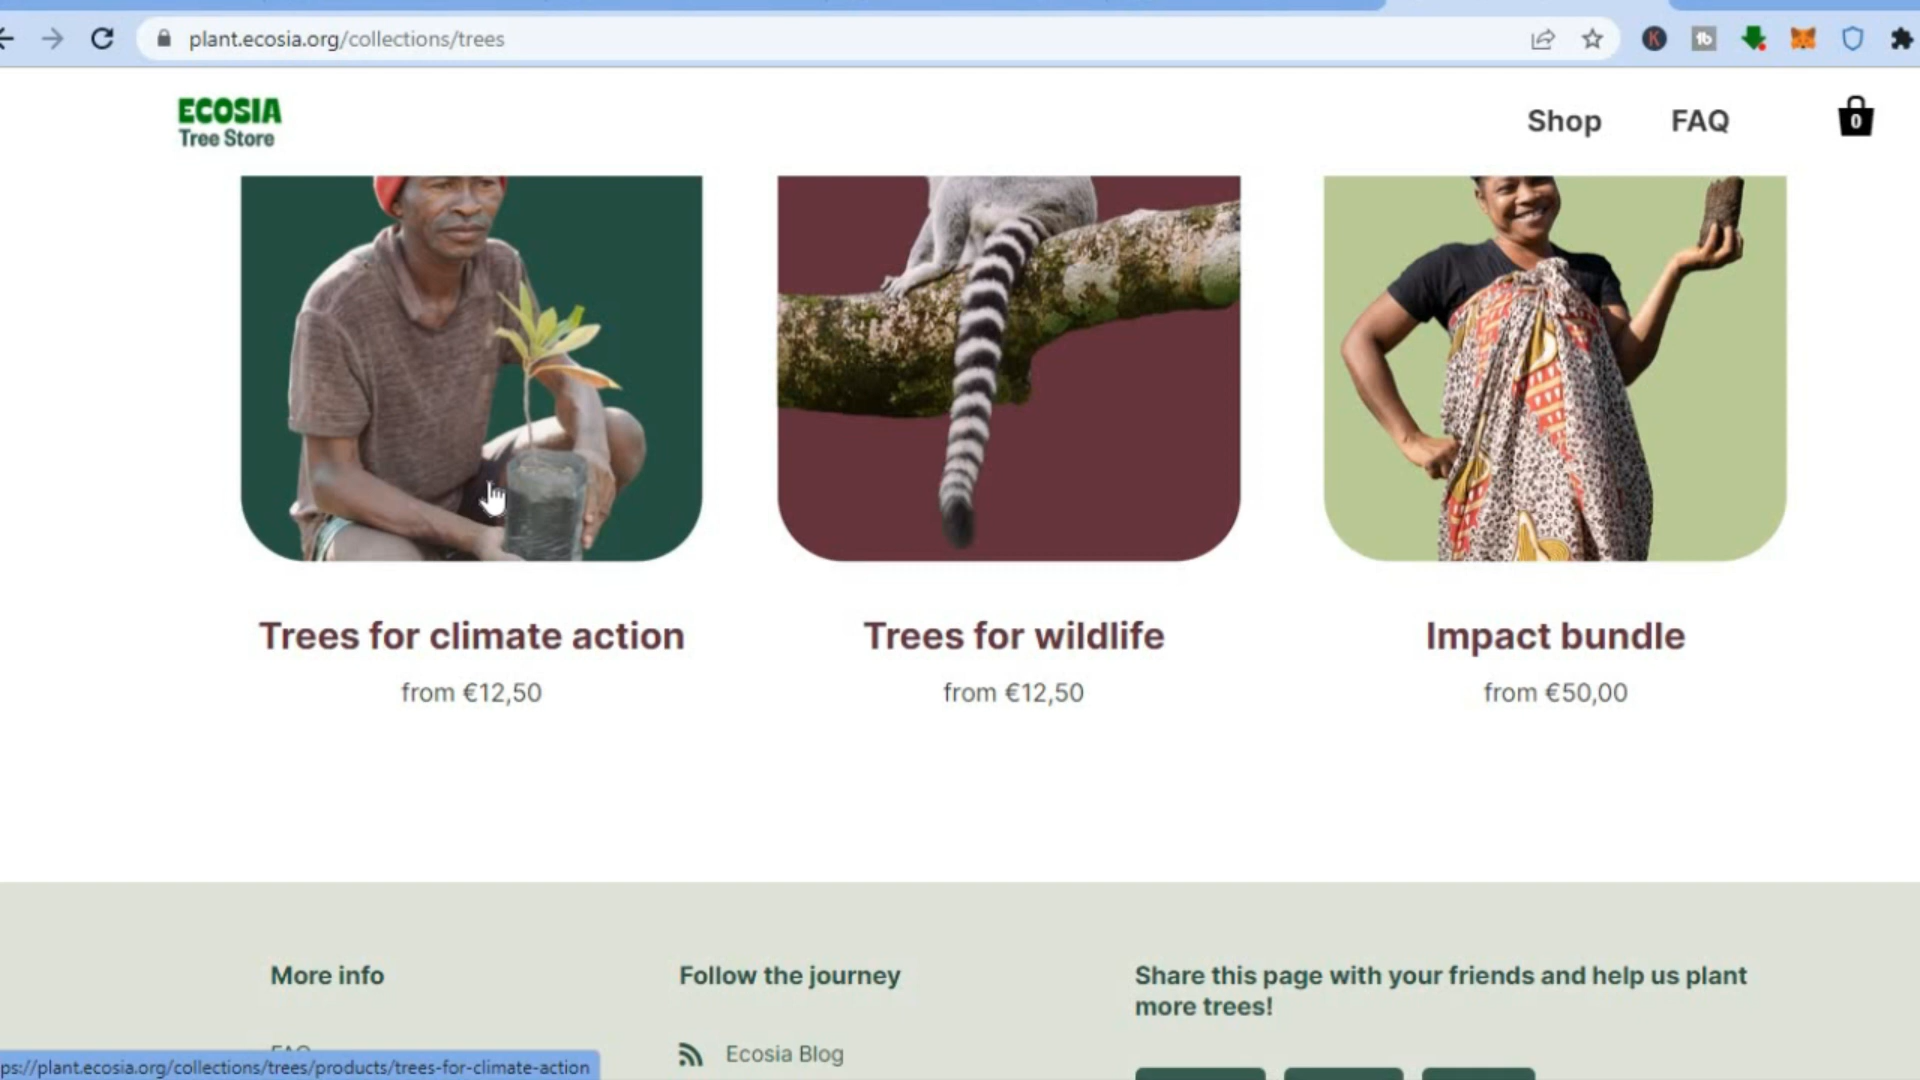 plant.ecosia.org/collections/trees
ECOSIA
Tree Store
Shop
FAQ
0
Trees for climate action
from €12,50
Trees for wildlife
from €12,50
Impact bundle
from €50,00
More info
Follow the journey
Share this page with your friends and help us plant
more trees!
FAQ
Ecosia Blog
ps://plant.ecosia.org/collections/trees/products/trees-for-climate-action